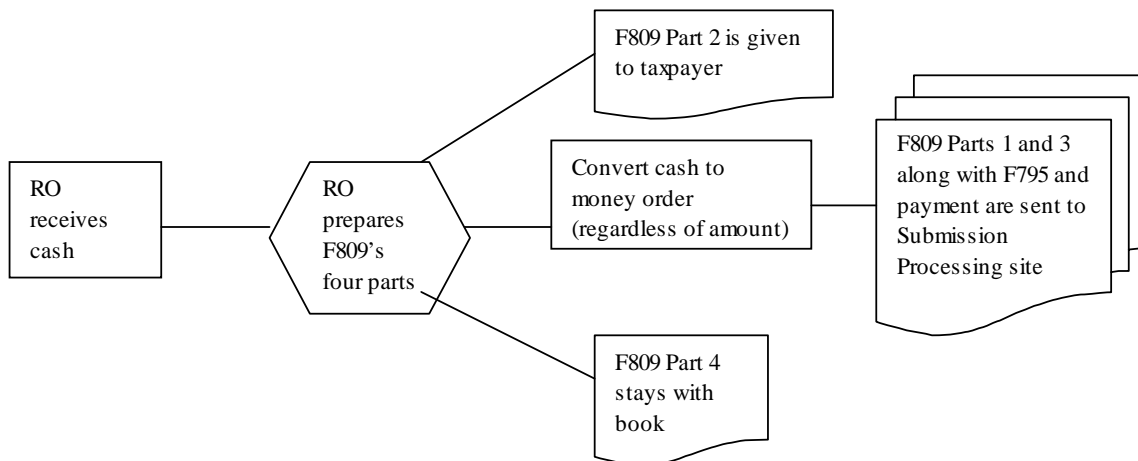 RO
receives
cash
RO
prepares
F809’s
four parts
F809 Part 2 is given
to taxpayer
Convert cash to
money order
(regardless of amount)
F809 Parts 1 and 3
along with F795 and
payment are sent to
Submission
Processing site
F809 Part 4
stays with
book